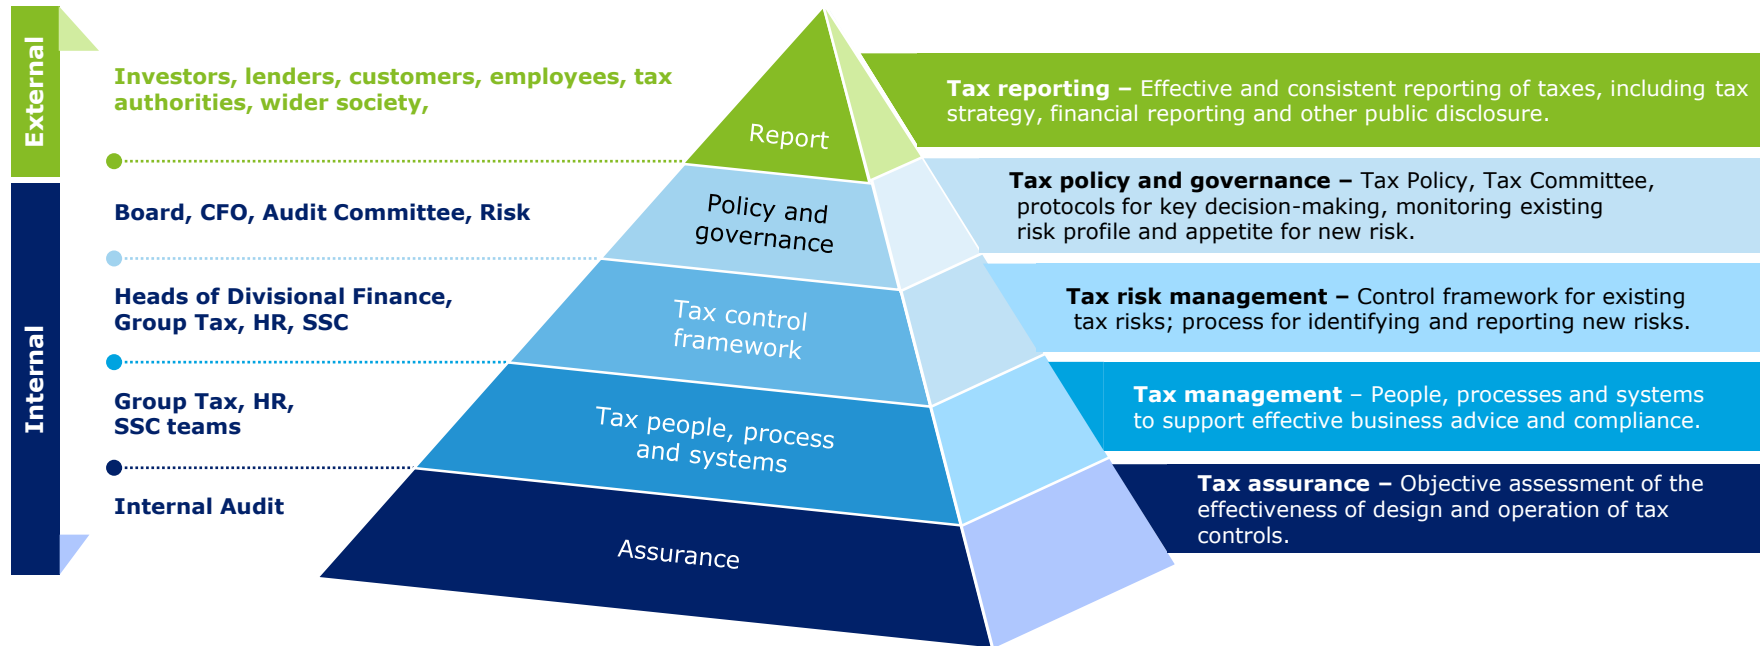 External
Investors, lenders, customers, employees, tax
authorities, wider society,
Report
Tax reporting – Effective and consistent reporting of taxes, including tax
strategy, financial reporting and other public disclosure.
Internal
Board, CFO, Audit Committee, Risk
Policy and
governance
Tax policy and governance – Tax Policy, Tax Committee,
protocols for key decision-making, monitoring existing
risk profile and appetite for new risk.
Heads of Divisional Finance,
Group Tax, HR, SSC
Tax control
framework
Tax risk management – Control framework for existing
tax risks; process for identifying and reporting new risks.
Group Tax, HR,
SSC teams
Tax people, process
and systems
Tax management – People, processes and systems
to support effective business advice and compliance.
Internal Audit
Assurance
Tax assurance – Objective assessment of the
effectiveness of design and operation of tax
controls.